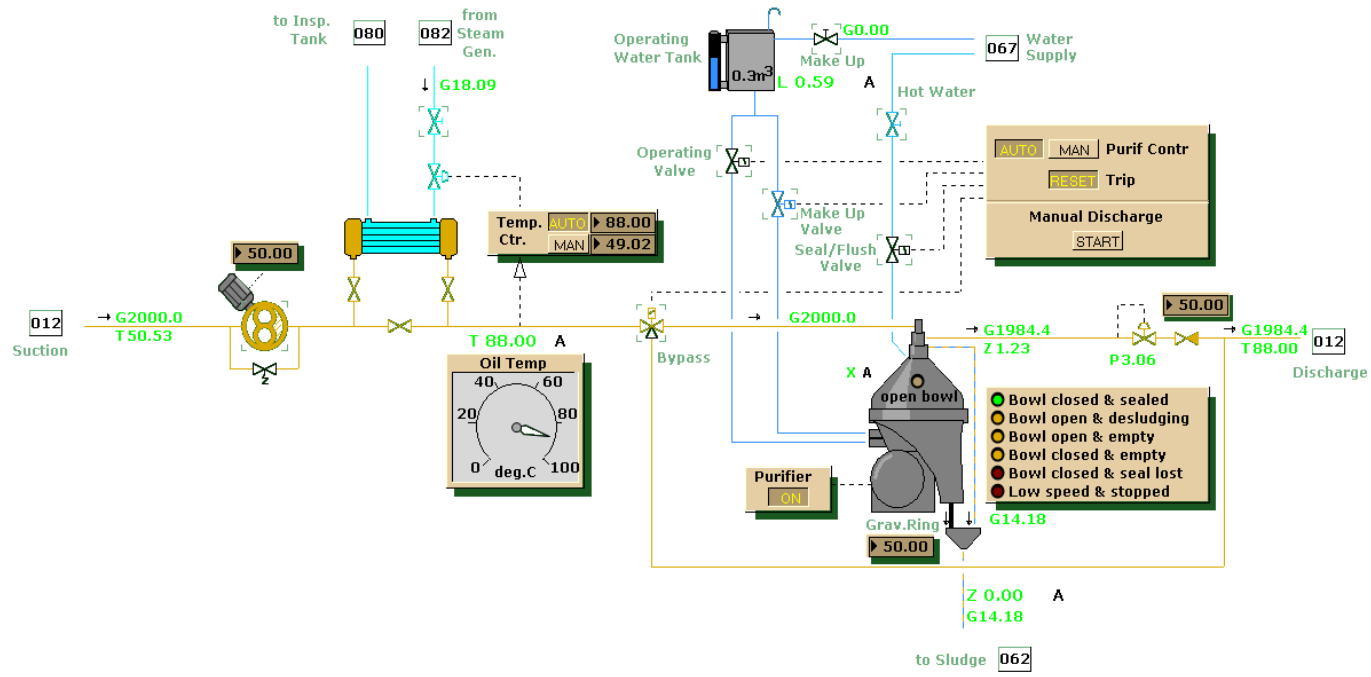 to Insp.
Tank
080
082
from
Steam
Gen.
G18.09
Operating
Water Tank
0.3m³
L 0.59
A
G0.00
Make Up
067
Water
Supply
Hot Water
Operating
Valve
Make Up
Valve
Seal/Flush
Valve
AUTO
MAN
Purif Contr
RESET
Trip
Manual Discharge
START
Temp.
Ctr.
AUTO
88.00
MAN
49.02
50.00
012
Suction
G2000.0
T50.53
z
T 88.00
A
Bypass
G2000.0
G1984.4
Z1.23
50.00
P3.06
G1984.4
T88.00
012
Discharge
Oil Temp
0
20
40
60
80
100
deg.C
X A
open bowl
Bowl closed & sealed
Bowl open & desludging
Bowl open & empty
Bowl closed & empty
Bowl closed & seal lost
Low speed & stopped
Purifier
ON
Grav.Ring
50.00
G14.18
Z 0.00
A
G14.18
to Sludge
062